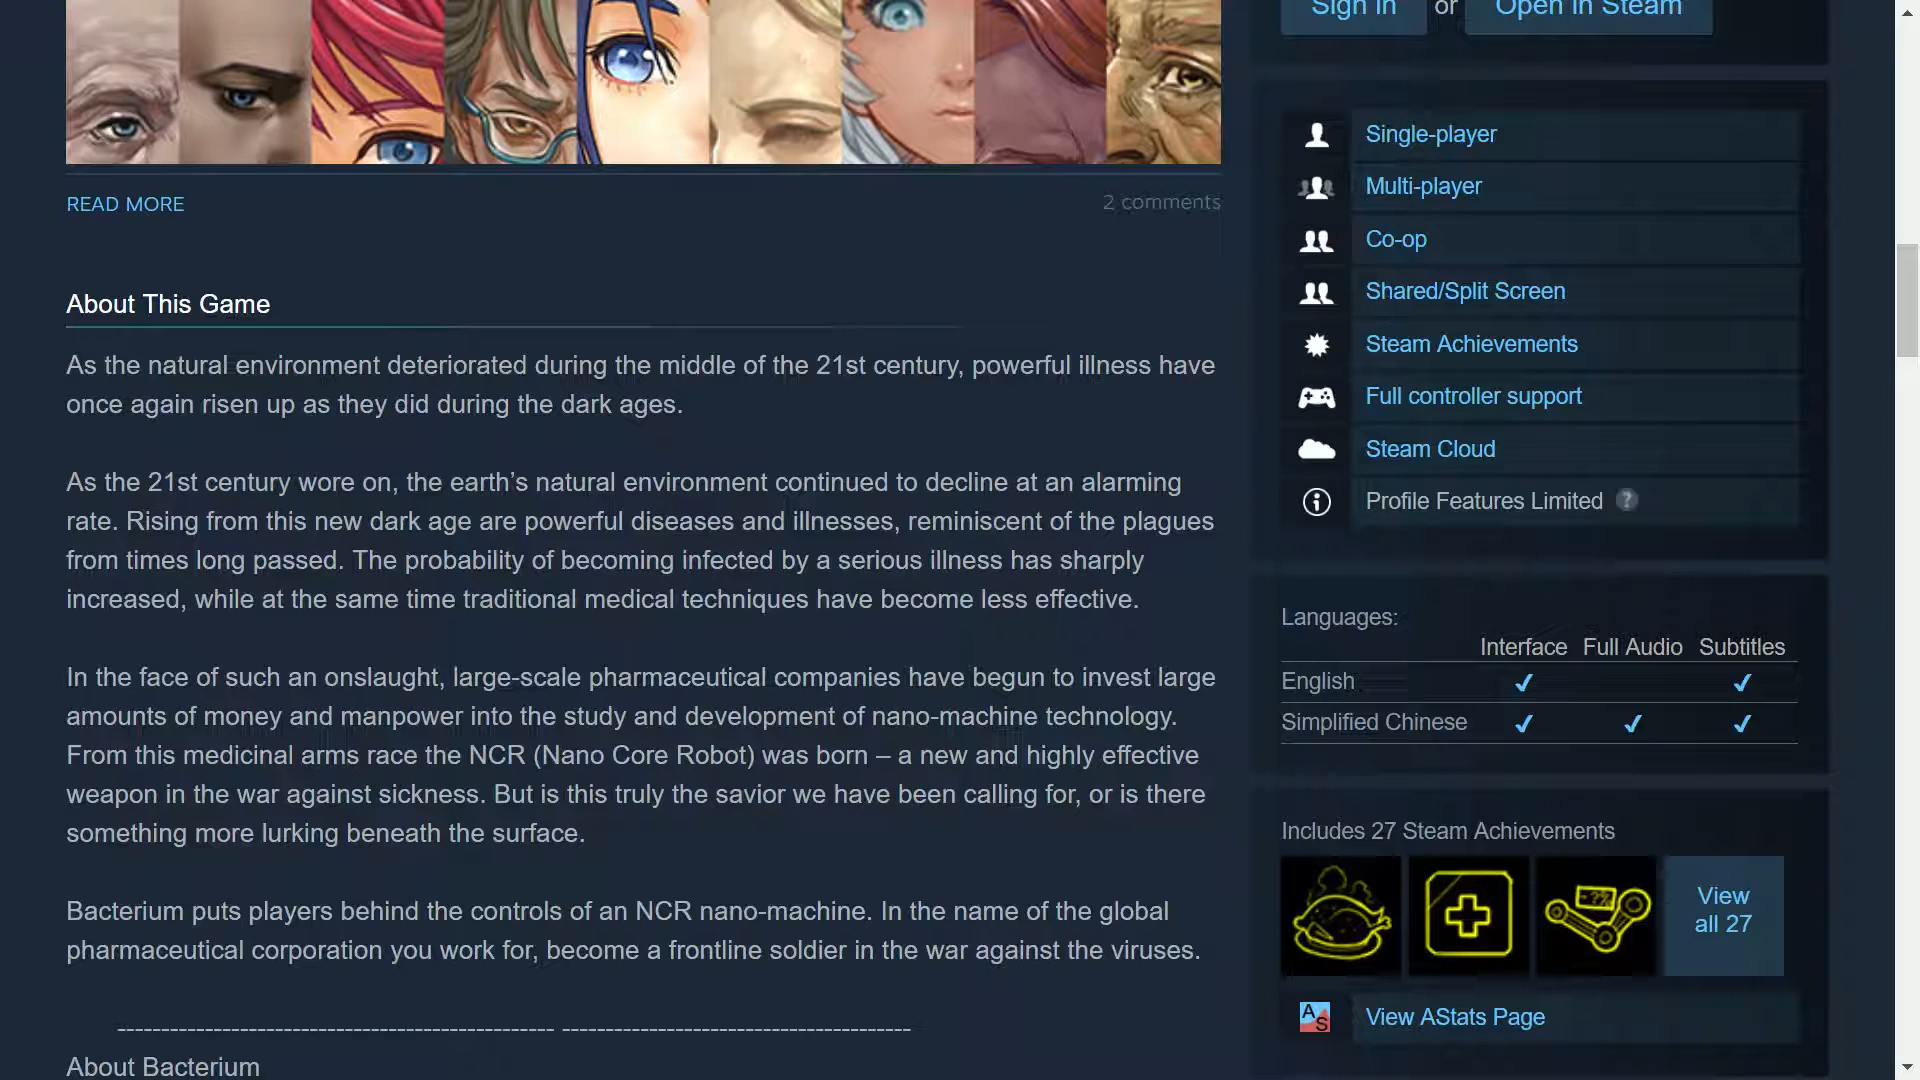 Sign In or Open in Steam
READ MORE
2 comments
About This Game
As the natural environment deteriorated during the middle of the 21st century, powerful illness have
once again risen up as they did during the dark ages.
As the 21st century wore on, the earth’s natural environment continued to decline at an alarming
rate. Rising from this new dark age are powerful diseases and illnesses, reminiscent of the plagues
from times long passed. The probability of becoming infected by a serious illness has sharply
increased, while at the same time traditional medical techniques have become less effective.
In the face of such an onslaught, large-scale pharmaceutical companies have begun to invest large
amounts of money and manpower into the study and development of nano-machine technology.
From this medicinal arms race the NCR (Nano Core Robot) was born – a new and highly effective
weapon in the war against sickness. But is this truly the savior we have been calling for, or is there
something more lurking beneath the surface.
Bacterium puts players behind the controls of an NCR nano-machine. In the name of the global
pharmaceutical corporation you work for, become a frontline soldier in the war against the viruses.
-------------------------------------------------- ----------------------------------------
About Bacterium
Single-player
Multi-player
Co-op
Shared/Split Screen
Steam Achievements
Full controller support
Steam Cloud
Profile Features Limited ?
Languages:
Interface Full Audio Subtitles
English ✔ ✔
Simplified Chinese ✔ ✔ ✔
Includes 27 Steam Achievements
-??-
View
all 27
AS View AStats Page